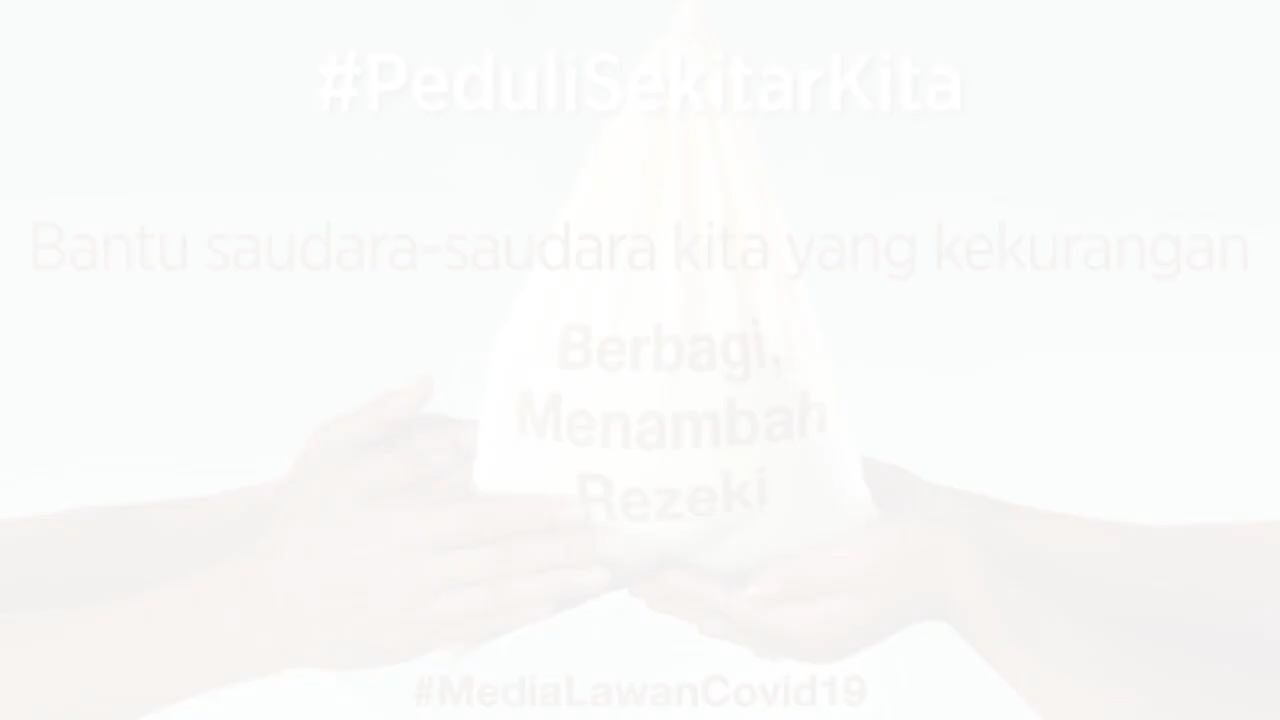 #PeduliSekitarKita
Bantu saudara-saudara kita yang kekurangan
Berbagi,
Menambah
Rezeki
#MediaLawanCovid19